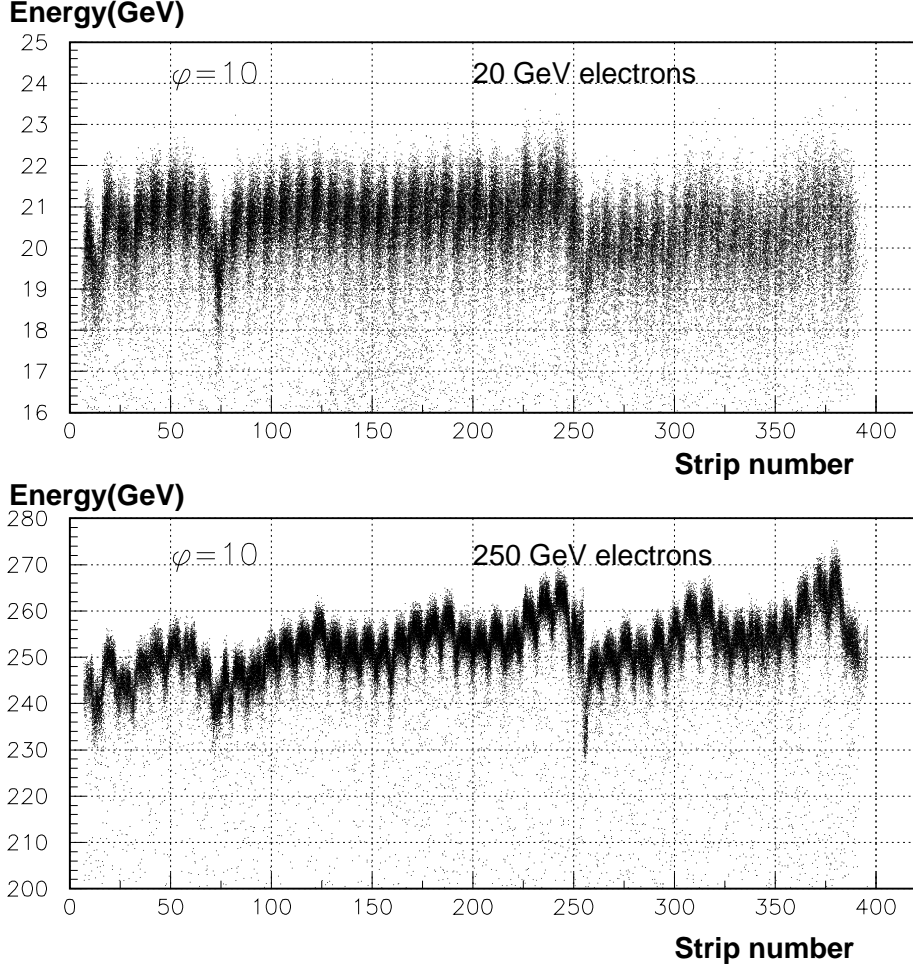 Energy(GeV)
25
24
23
22
21
20
19
18
17
16
φ=10
20 GeV electrons
0 50 100 150 200 250 300 350 400
Strip number
Energy(GeV)
280
270
260
250
240
230
220
210
200
φ=10
250 GeV electrons
0 50 100 150 200 250 300 350 400
Strip number